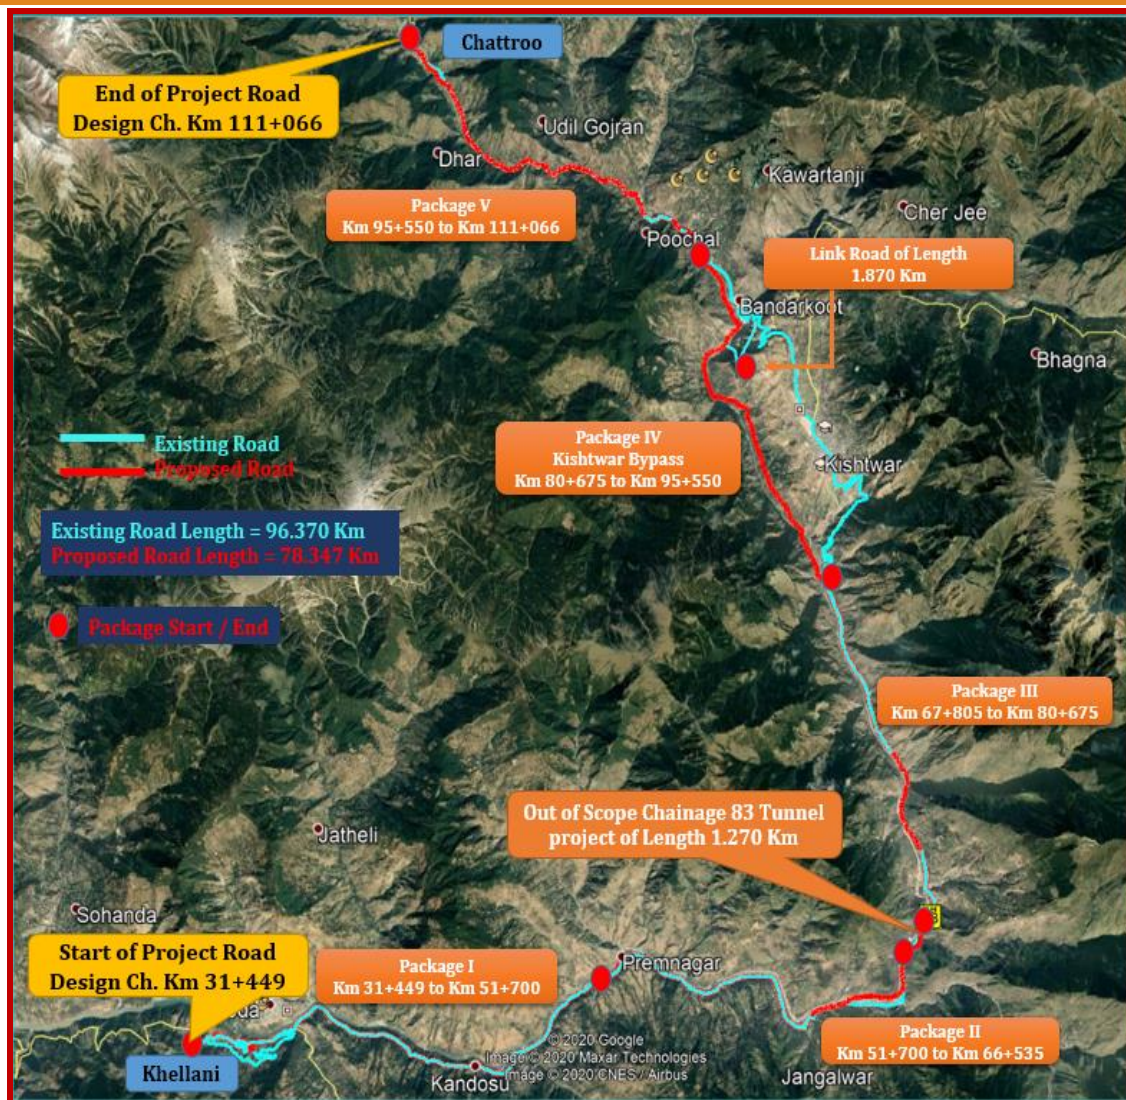 Chattroo
End of Project Road
Design Ch. Km 111+066
Udil Gojran
Dhar
Kawartanji
Package V
Km 95+550 to Km 111+066
Cher Jee
Poochal
Link Road of Length
1.870 Km
Bandarkoot
Bhagna
Existing Road
Proposed Road
Package IV
Kishtwar Bypass
Km 80+675 to Km 95+550
Kishtwar
Existing Road Length = 96.370 Km
Proposed Road Length = 78.347 Km
Package Start / End
Package III
Km 67+805 to Km 80+675
Out of Scope Chainage 83 Tunnel
project of Length 1.270 Km
Jatheli
Sohanda
Start of Project Road
Design Ch. Km 31+449
Package I
Km 31+449 to Km 51+700
Premnagar
Package II
Km 51+700 to Km 66+535
© 2020 Google
Image © 2020 Maxar Technologies
Image © 2020 CNES / Airbus
Khellani
Kandosu
Jangalwar